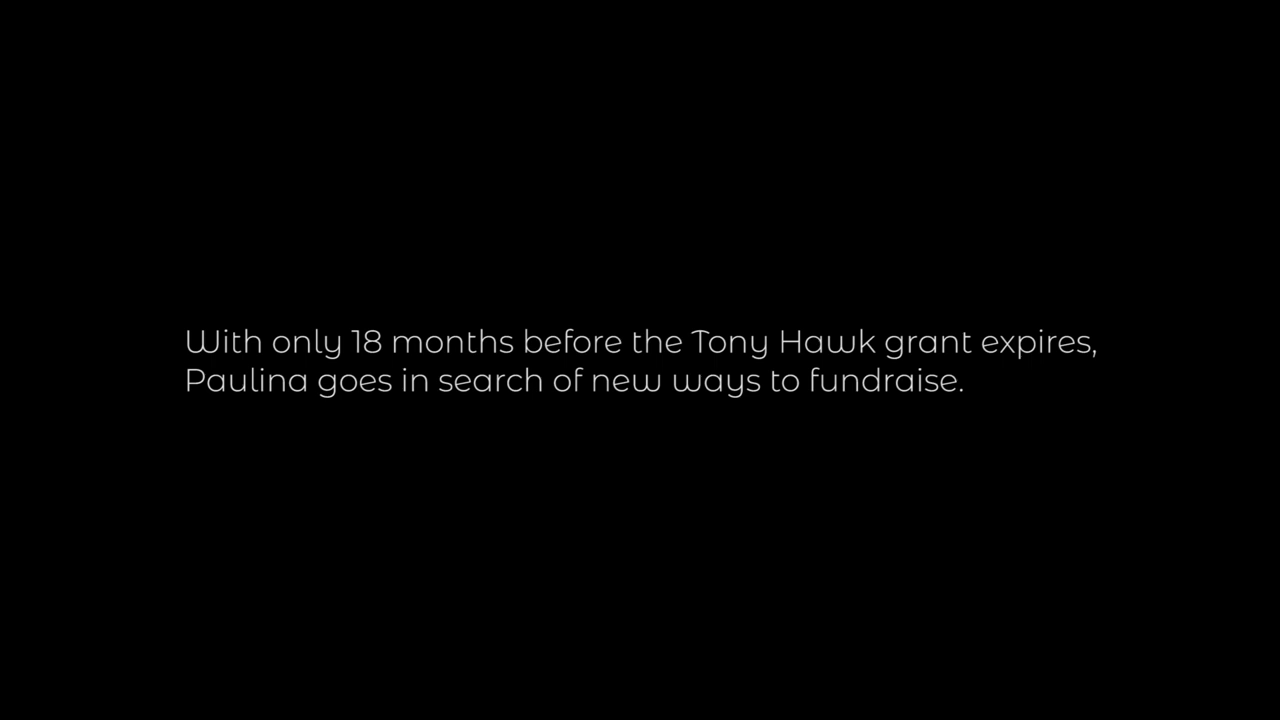 With only 18 months before the Tony Hawk grant expires,
Paulina goes in search of new ways to fundraise.